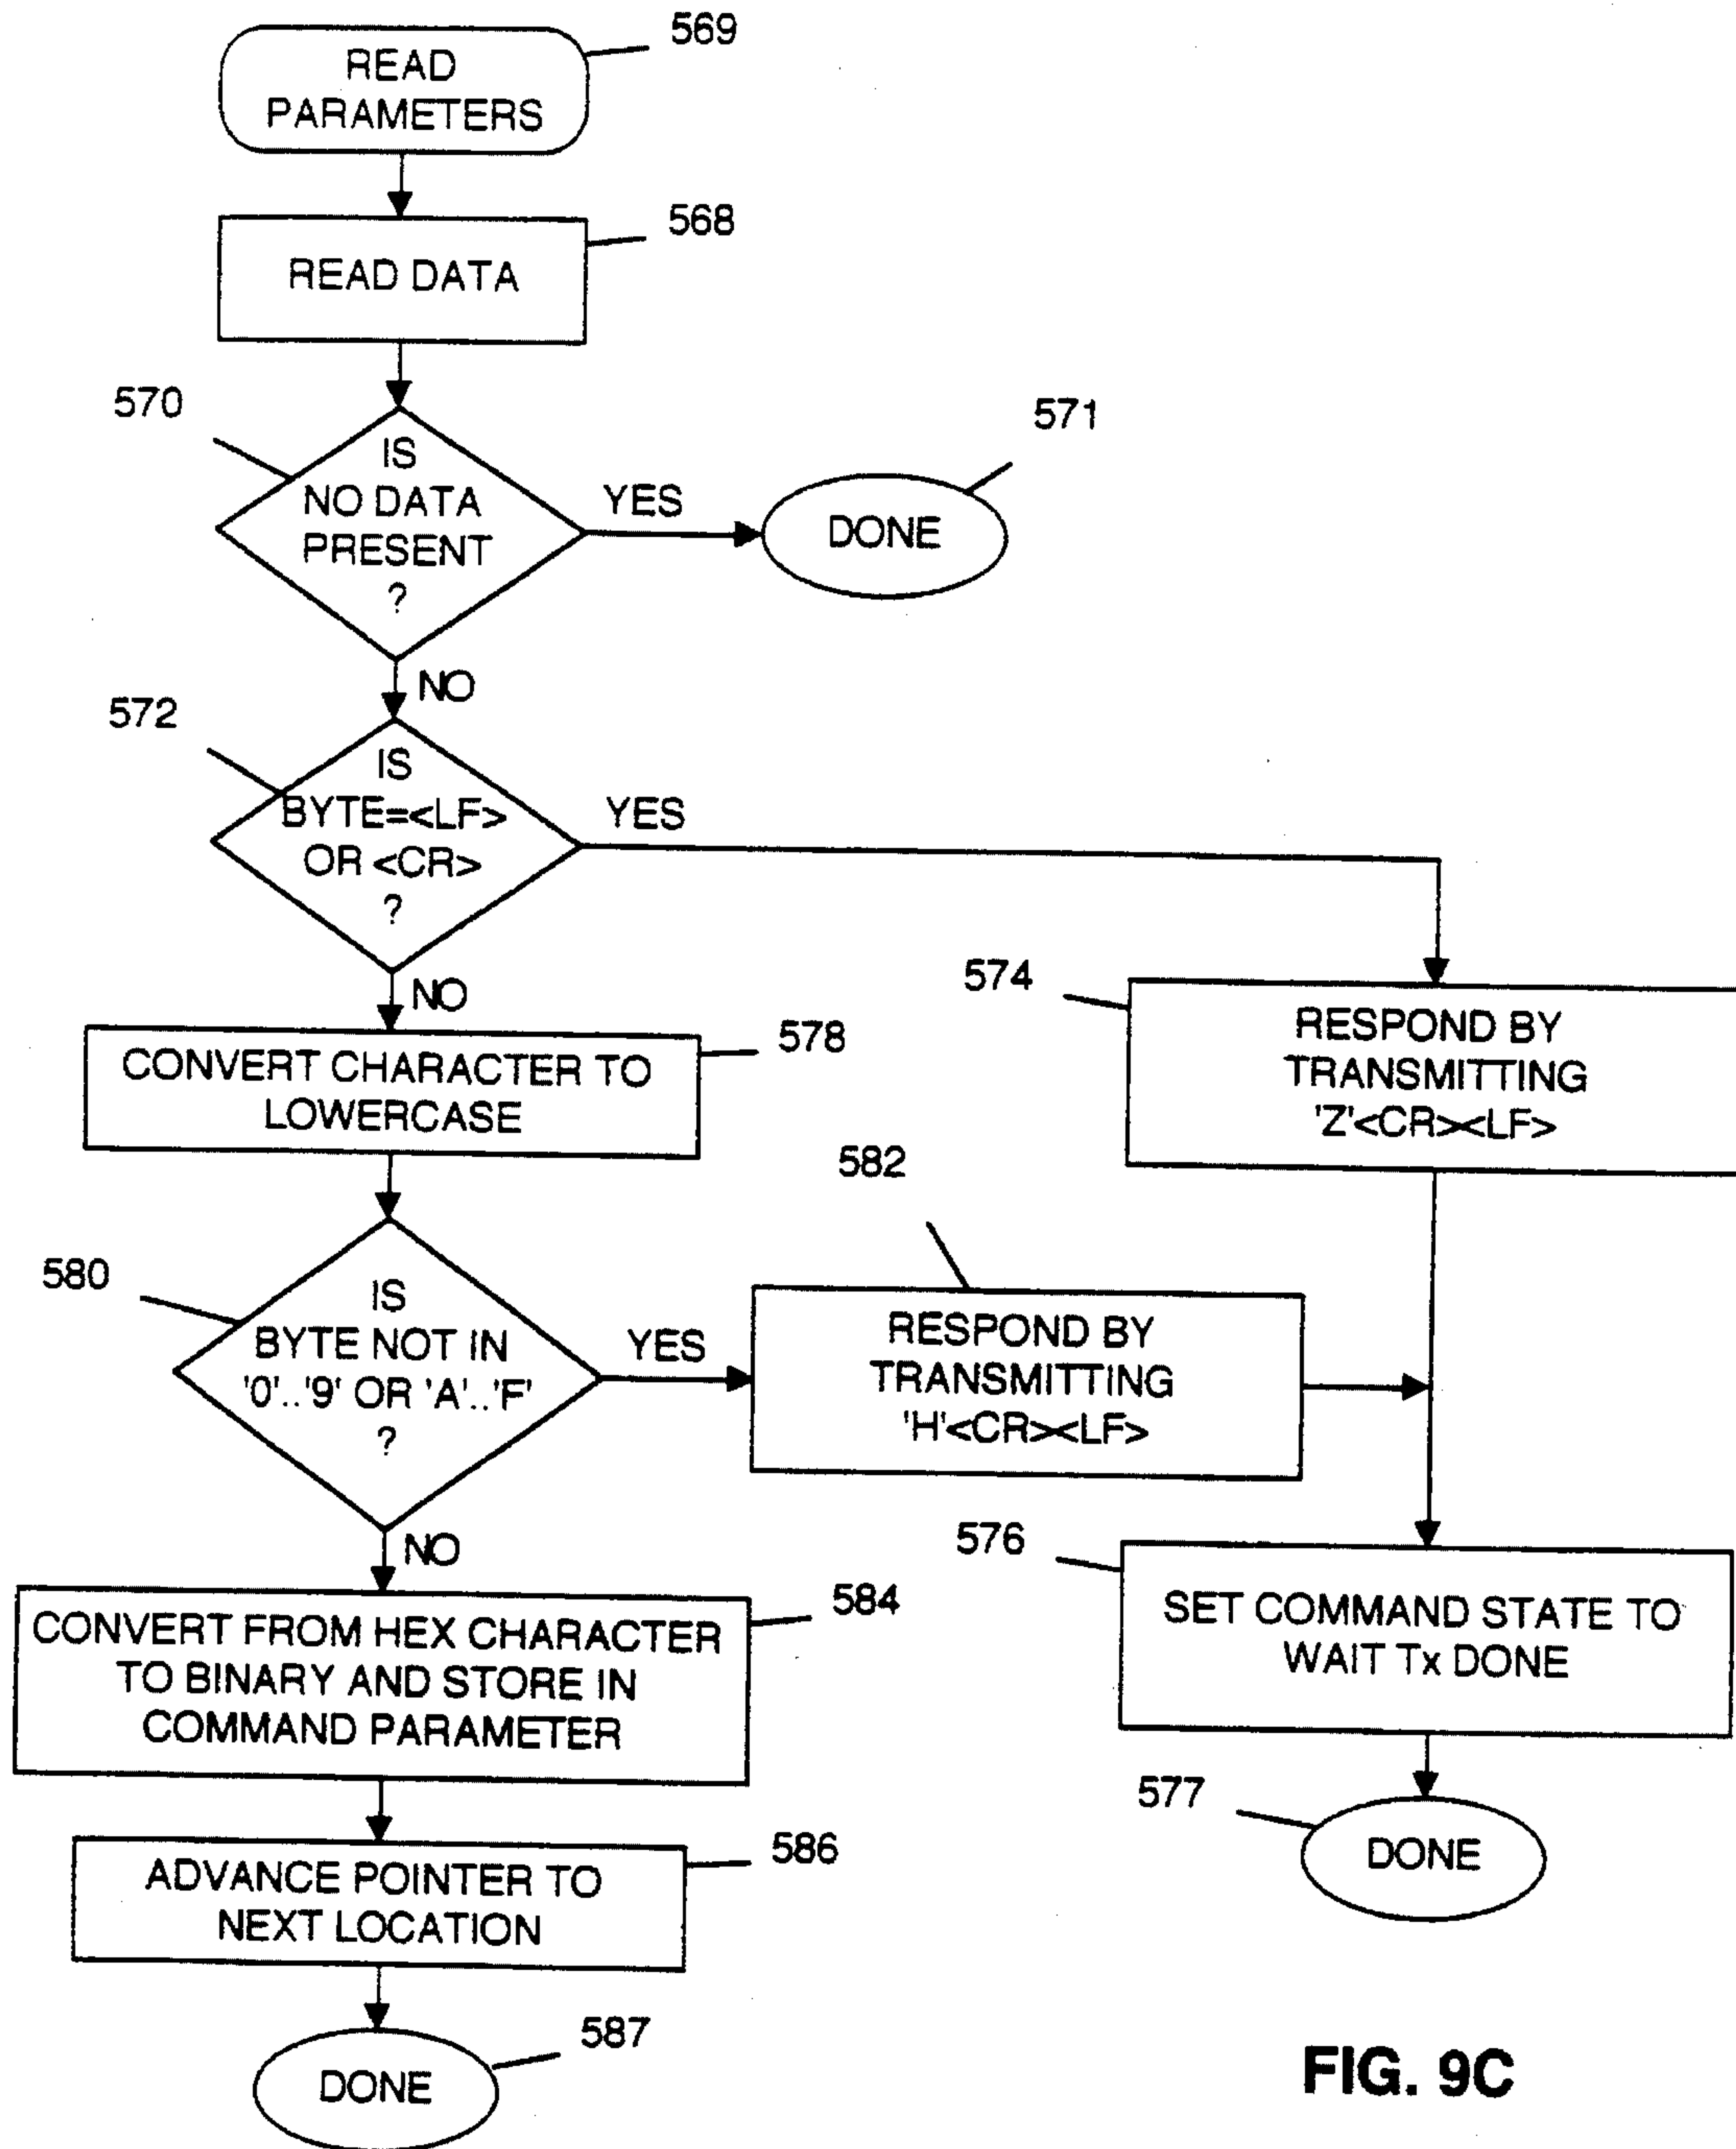 569
READ
PARAMETERS
568
READ DATA
570
IS
NO DATA
PRESENT
?
YES
571
DONE
NO
572
IS
BYTE=<LF>
OR <CR>
?
YES
NO
574
RESPOND BY
TRANSMITTING
'Z'<CR><LF>
578
CONVERT CHARACTER TO
LOWERCASE
582
580
IS
BYTE NOT IN
'0'..'9' OR 'A'..'F'
?
YES
RESPOND BY
TRANSMITTING
'H'<CR><LF>
NO
576
SET COMMAND STATE TO
WAIT Tx DONE
584
CONVERT FROM HEX CHARACTER
TO BINARY AND STORE IN
COMMAND PARAMETER
577
DONE
586
ADVANCE POINTER TO
NEXT LOCATION
587
DONE
FIG. 9C